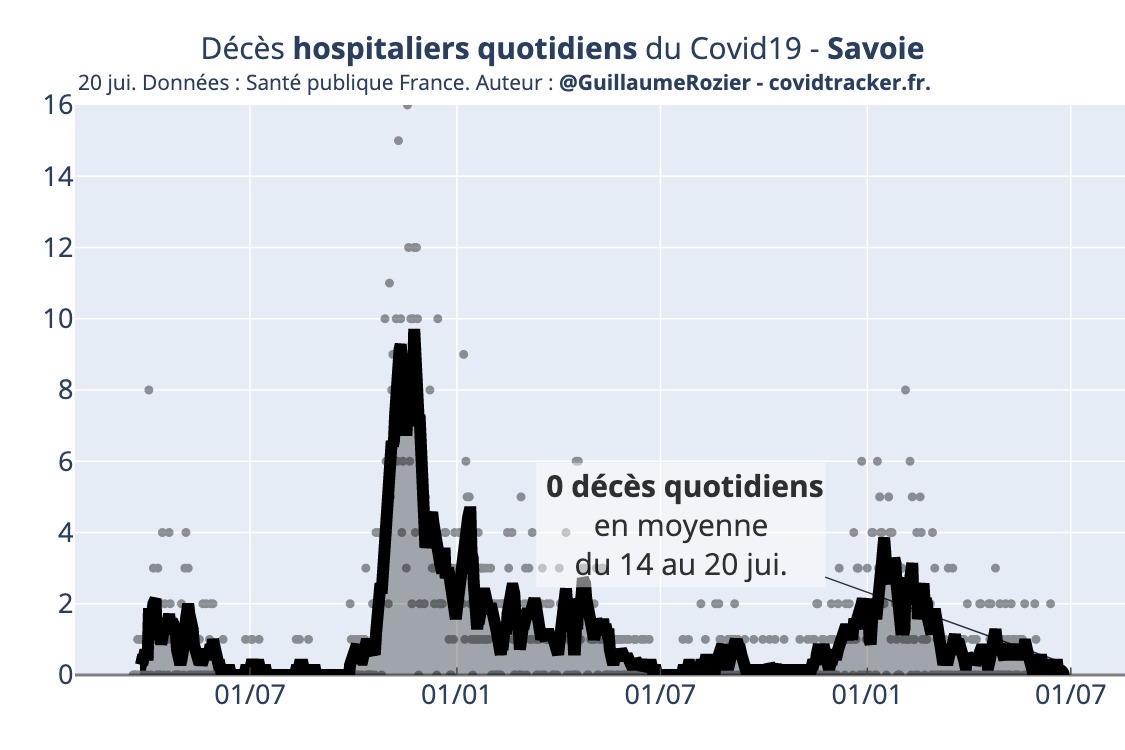 Décès hospitaliers quotidiens du Covid19 - Savoie
20 jui. Données : Santé publique France. Auteur : @GuillaumeRozier - covidtracker.fr.
16
14
12
10
8
6
4
2
0
0 décès quotidiens
en moyenne
du 14 au 20 jui.
01/07 01/01 01/07 01/01 01/07